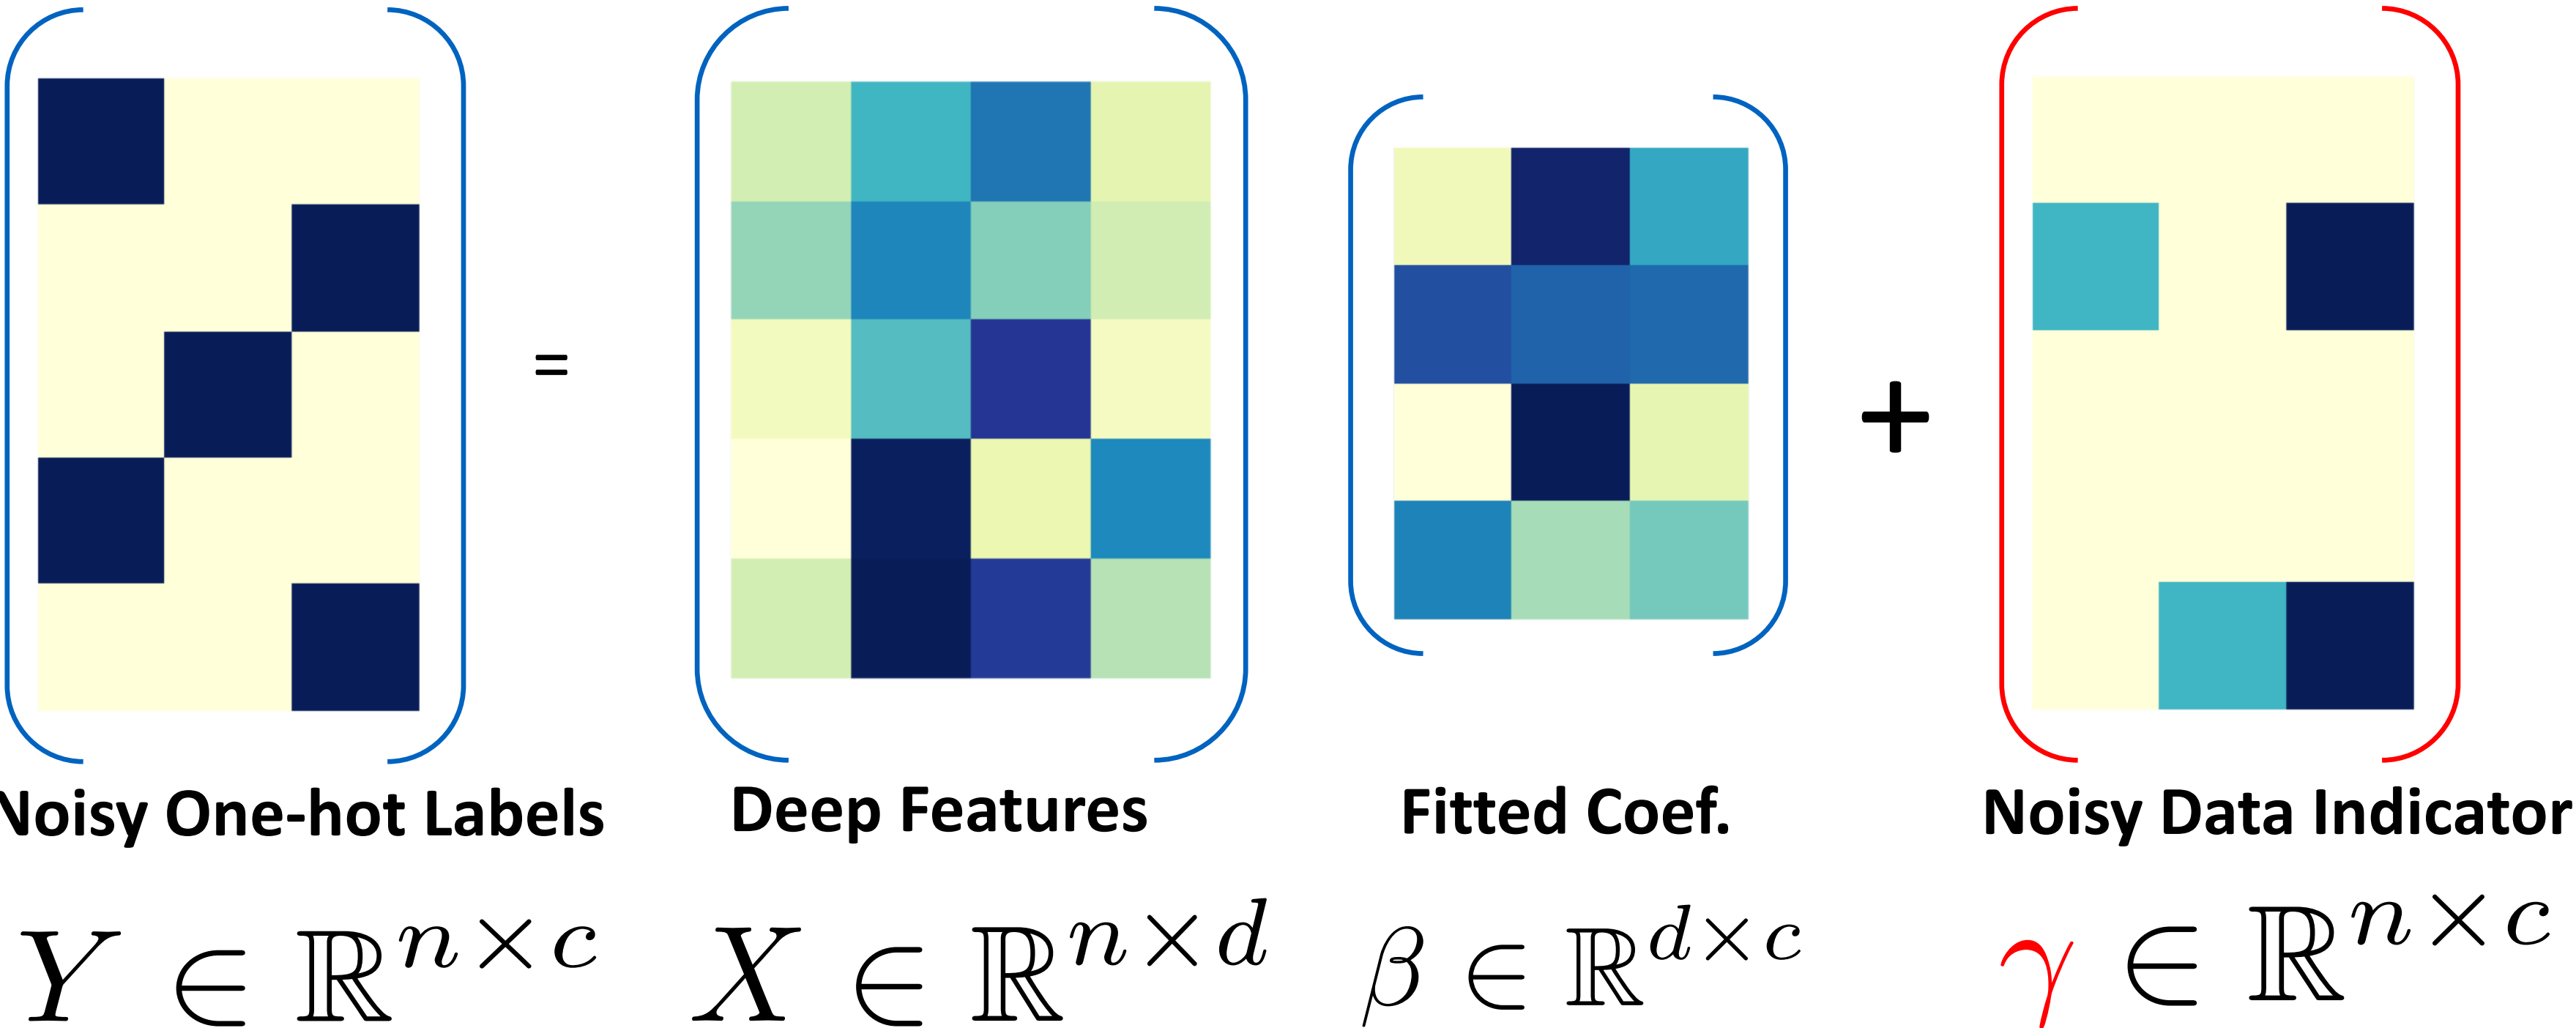 =
+
Noisy One-hot Labels
Deep Features
Fitted Coef.
Noisy Data Indicator
Y ∈ ℝ^{n×c}
X ∈ ℝ^{n×d}
β ∈ ℝ^{d×c}
γ ∈ ℝ^{n×c}